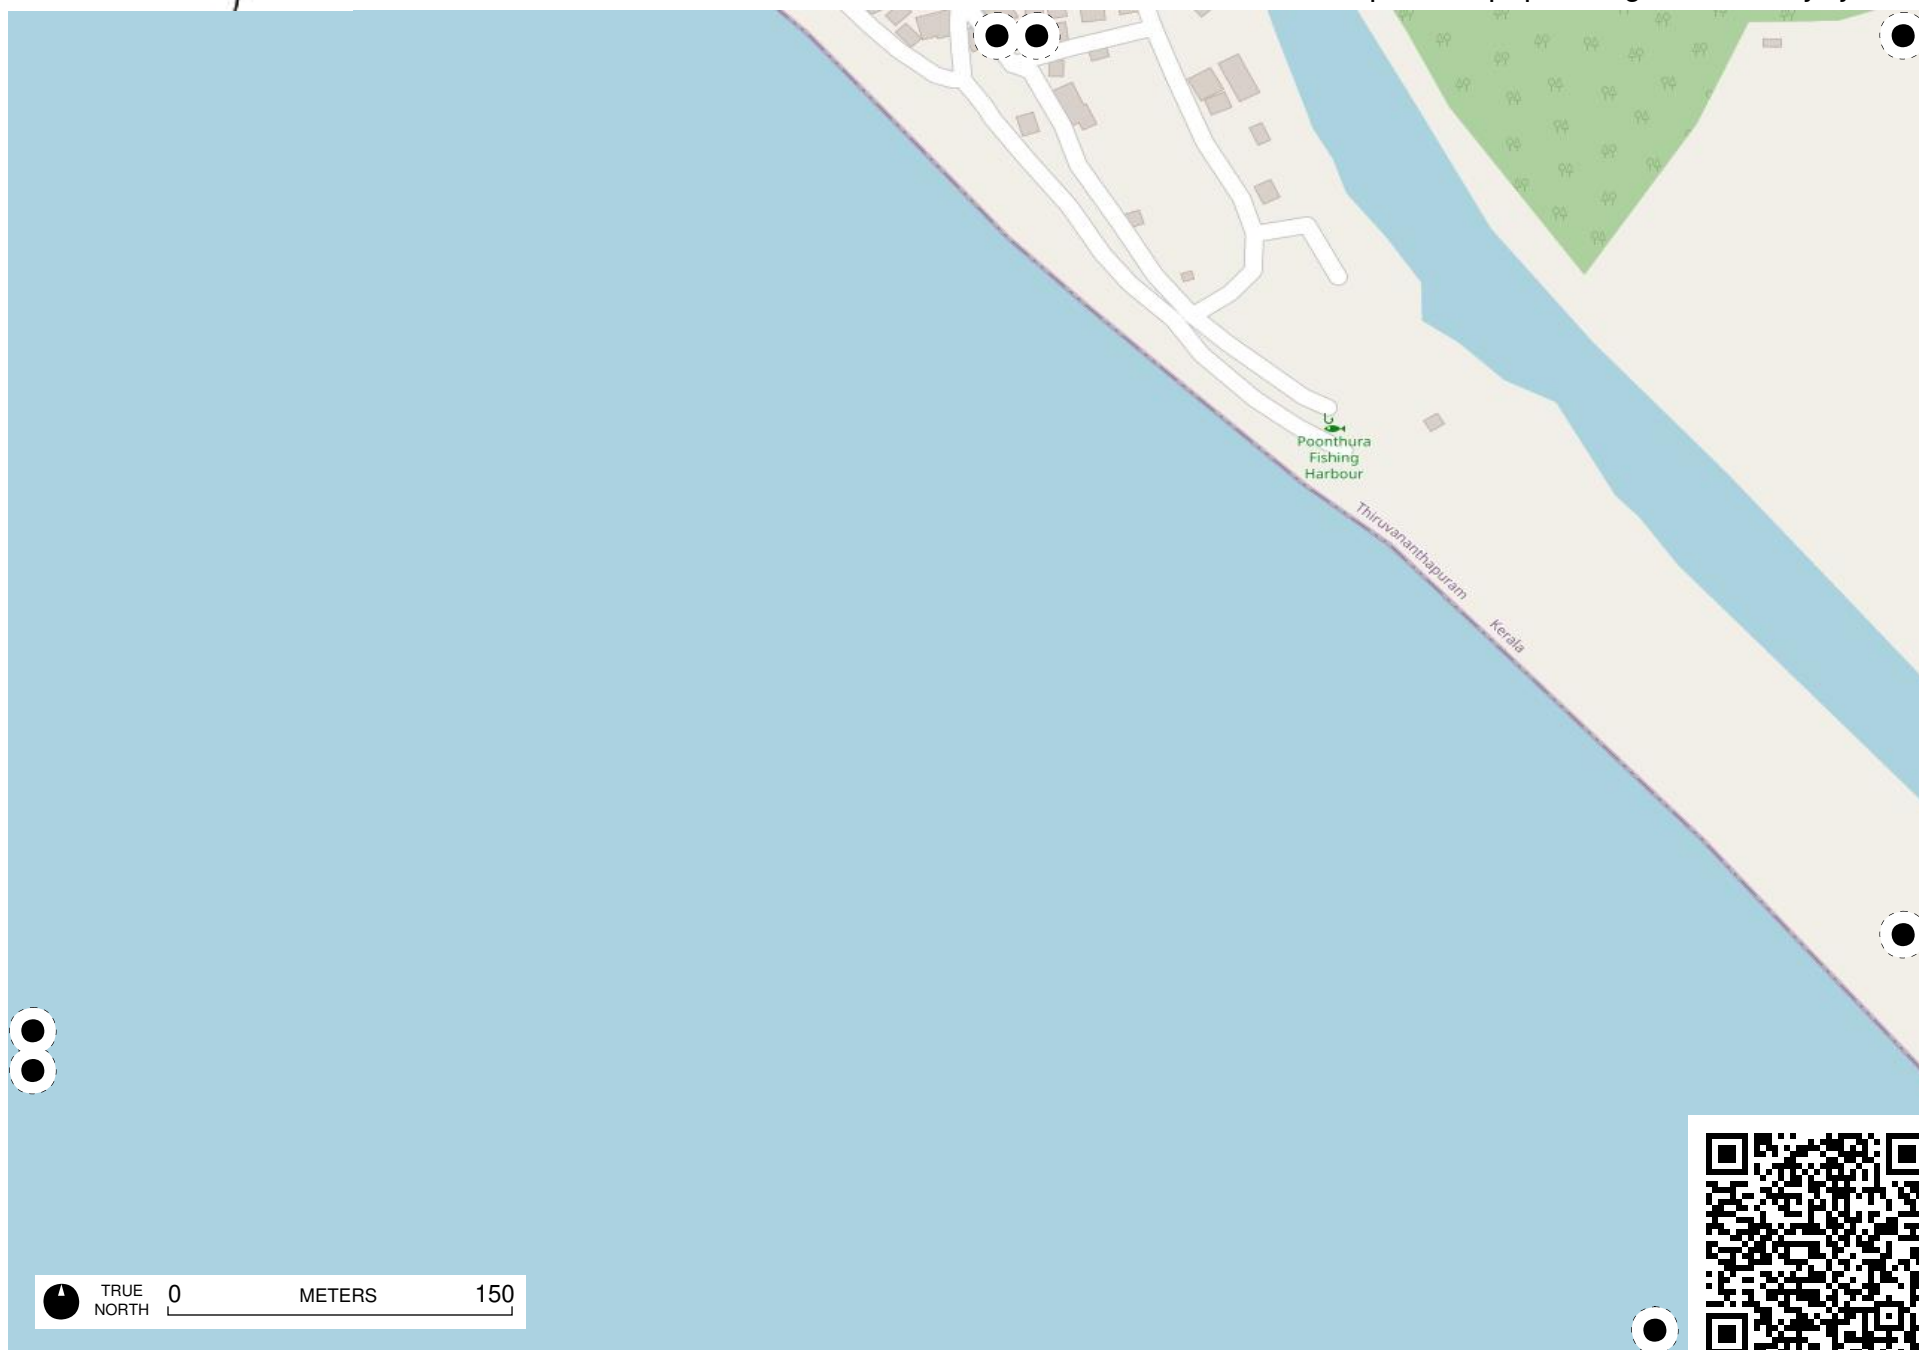 Poonthura
Fishing
Harbour
Thiruvananthapuram
Kerala
TRUE
NORTH
0
METERS
150